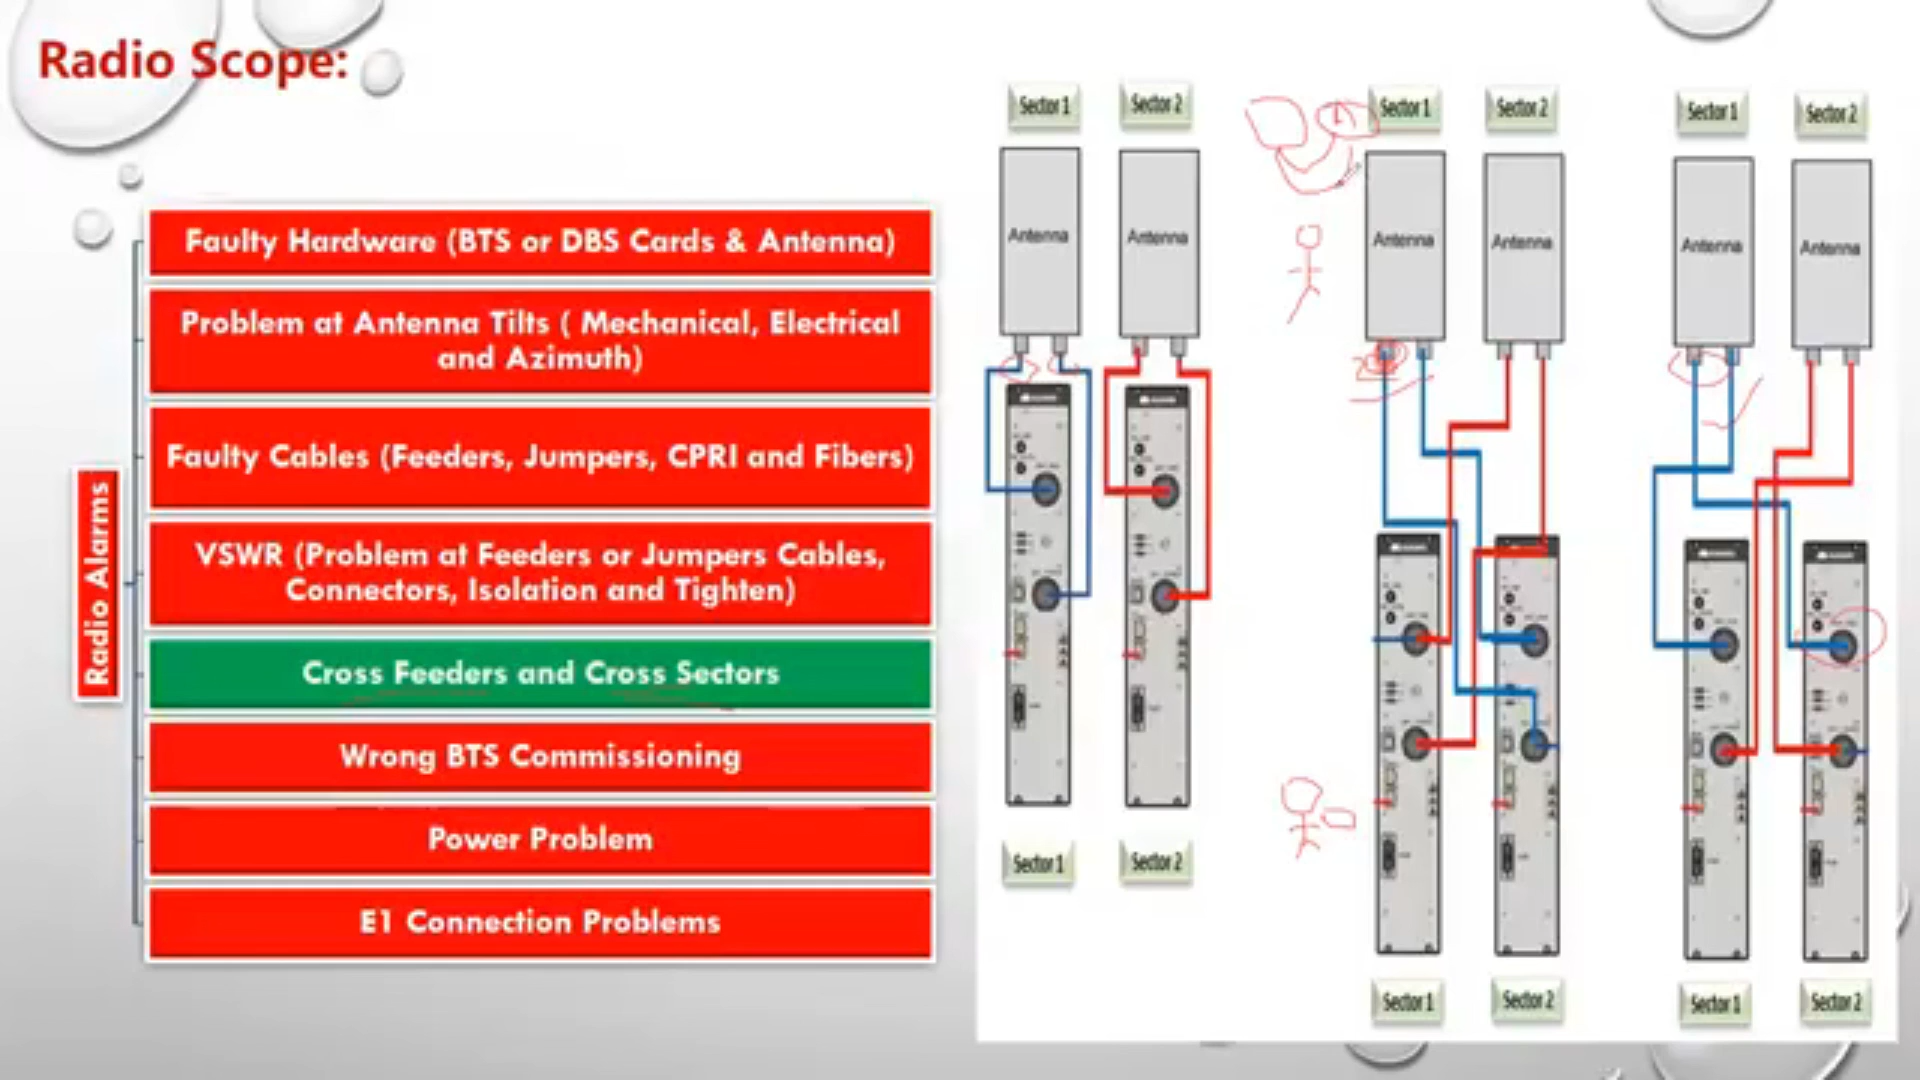 Radio Scope:
Radio Alarms
Faulty Hardware (BTS or DBS Cards & Antenna)
Problem at Antenna Tilts ( Mechanical, Electrical
and Azimuth)
Faulty Cables (Feeders, Jumpers, CPRI and Fibers)
VSWR (Problem at Feeders or Jumpers Cables,
Connectors, Isolation and Tighten)
Cross Feeders and Cross Sectors
Wrong BTS Commissioning
Power Problem
E1 Connection Problems
Sector 1
Sector 2
Sector 1
Sector 2
Sector 1
Sector 2
Antenna
Antenna
Antenna
Antenna
Antenna
Antenna
Sector 1
Sector 2
Sector 1
Sector 2
Sector 1
Sector 2